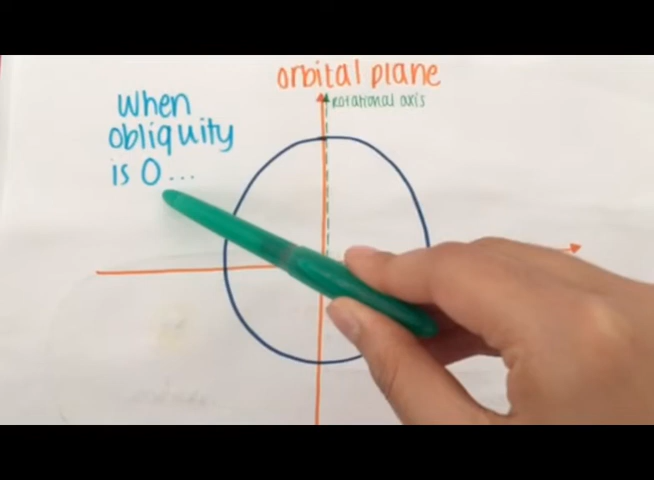 orbital plane
rotational axis
When
obliquity
is 0...